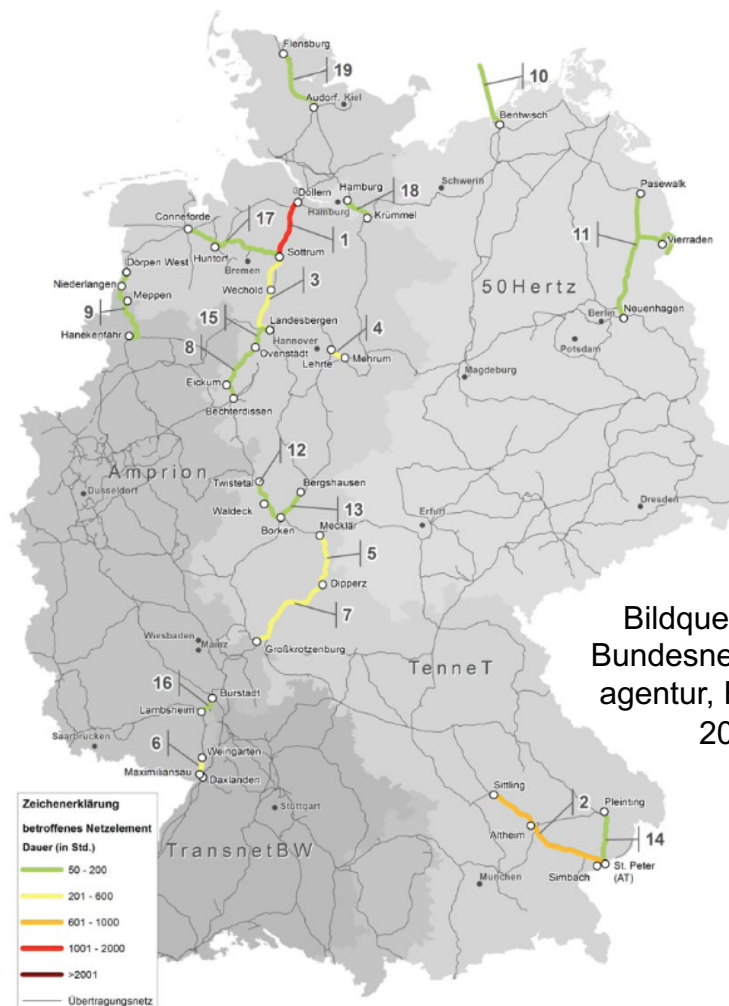 Flensburg
19
Audorf
Kiel
10
Bentwisch
Schwerin
Pasewalk
Dollern
Hamburg
18
Hamburg
Krümmel
Conneforde
17
1
11
Vierraden
Huntorf
Bremen
Sottrum
Dörpen West
Wechold
3
50Hertz
Niederlangen
Meppen
9
15
Landesbergen
4
Berlin
Neuenhagen
Hanekenfähr
Hannover
8
Ovenstädt
Lehrte
Mehrum
Potsdam
Eickum
Magdeburg
Bechterdissen
12
Amprion
Twistetal
Bergshausen
Düsseldorf
Waldeck
13
Dresden
Borken
Erfurt
Mecklar
5
Dipperz
7
Wiesbaden
Mainz
Großkrotzenburg
TenneT
Bildque
Bundesne
agentur,
20
16
Bürstadt
Lambsheim
Saarbrücken
6
Weingarten
Maximiliansau
Daxlanden
Sittling
2
Pleinting
Stuttgart
Altheim
14
TransnetBW
Simbach
St. Peter
(AT)
München
Zeichenerklärung
betroffenes Netzelement
Dauer (in Std.)
50 - 200
201 - 600
601 - 1000
1001 - 2000
>2001
Übertragungsnetz